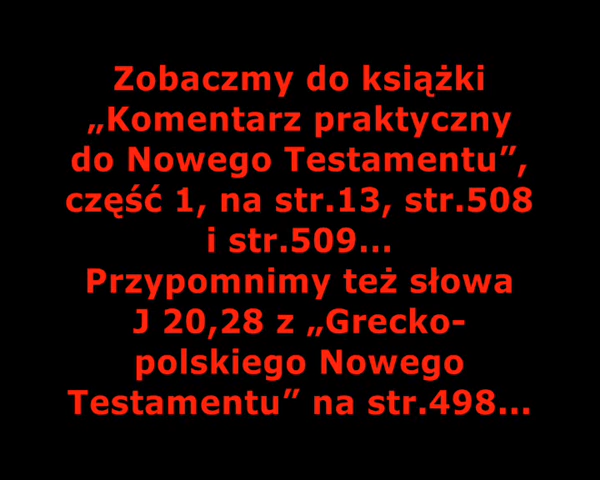 Zobaczmy do książki
„Komentarz praktyczny
do Nowego Testamentu”,
część 1, na str.13, str.508
i str.509...
Przypomnimy też słowa
J 20,28 z „Grecko-
polskiego Nowego
Testamentu” na str.498...